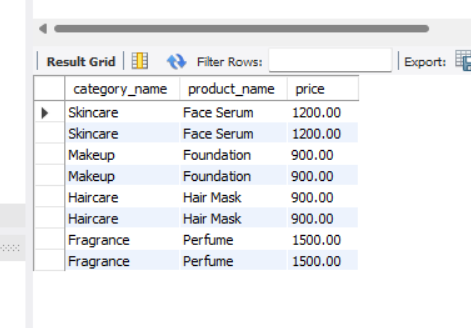 Result Grid Filter Rows: Export:
category_name product_name price
Skincare Face Serum 1200.00
Skincare Face Serum 1200.00
Makeup Foundation 900.00
Makeup Foundation 900.00
Haircare Hair Mask 900.00
Haircare Hair Mask 900.00
Fragrance Perfume 1500.00
Fragrance Perfume 1500.00